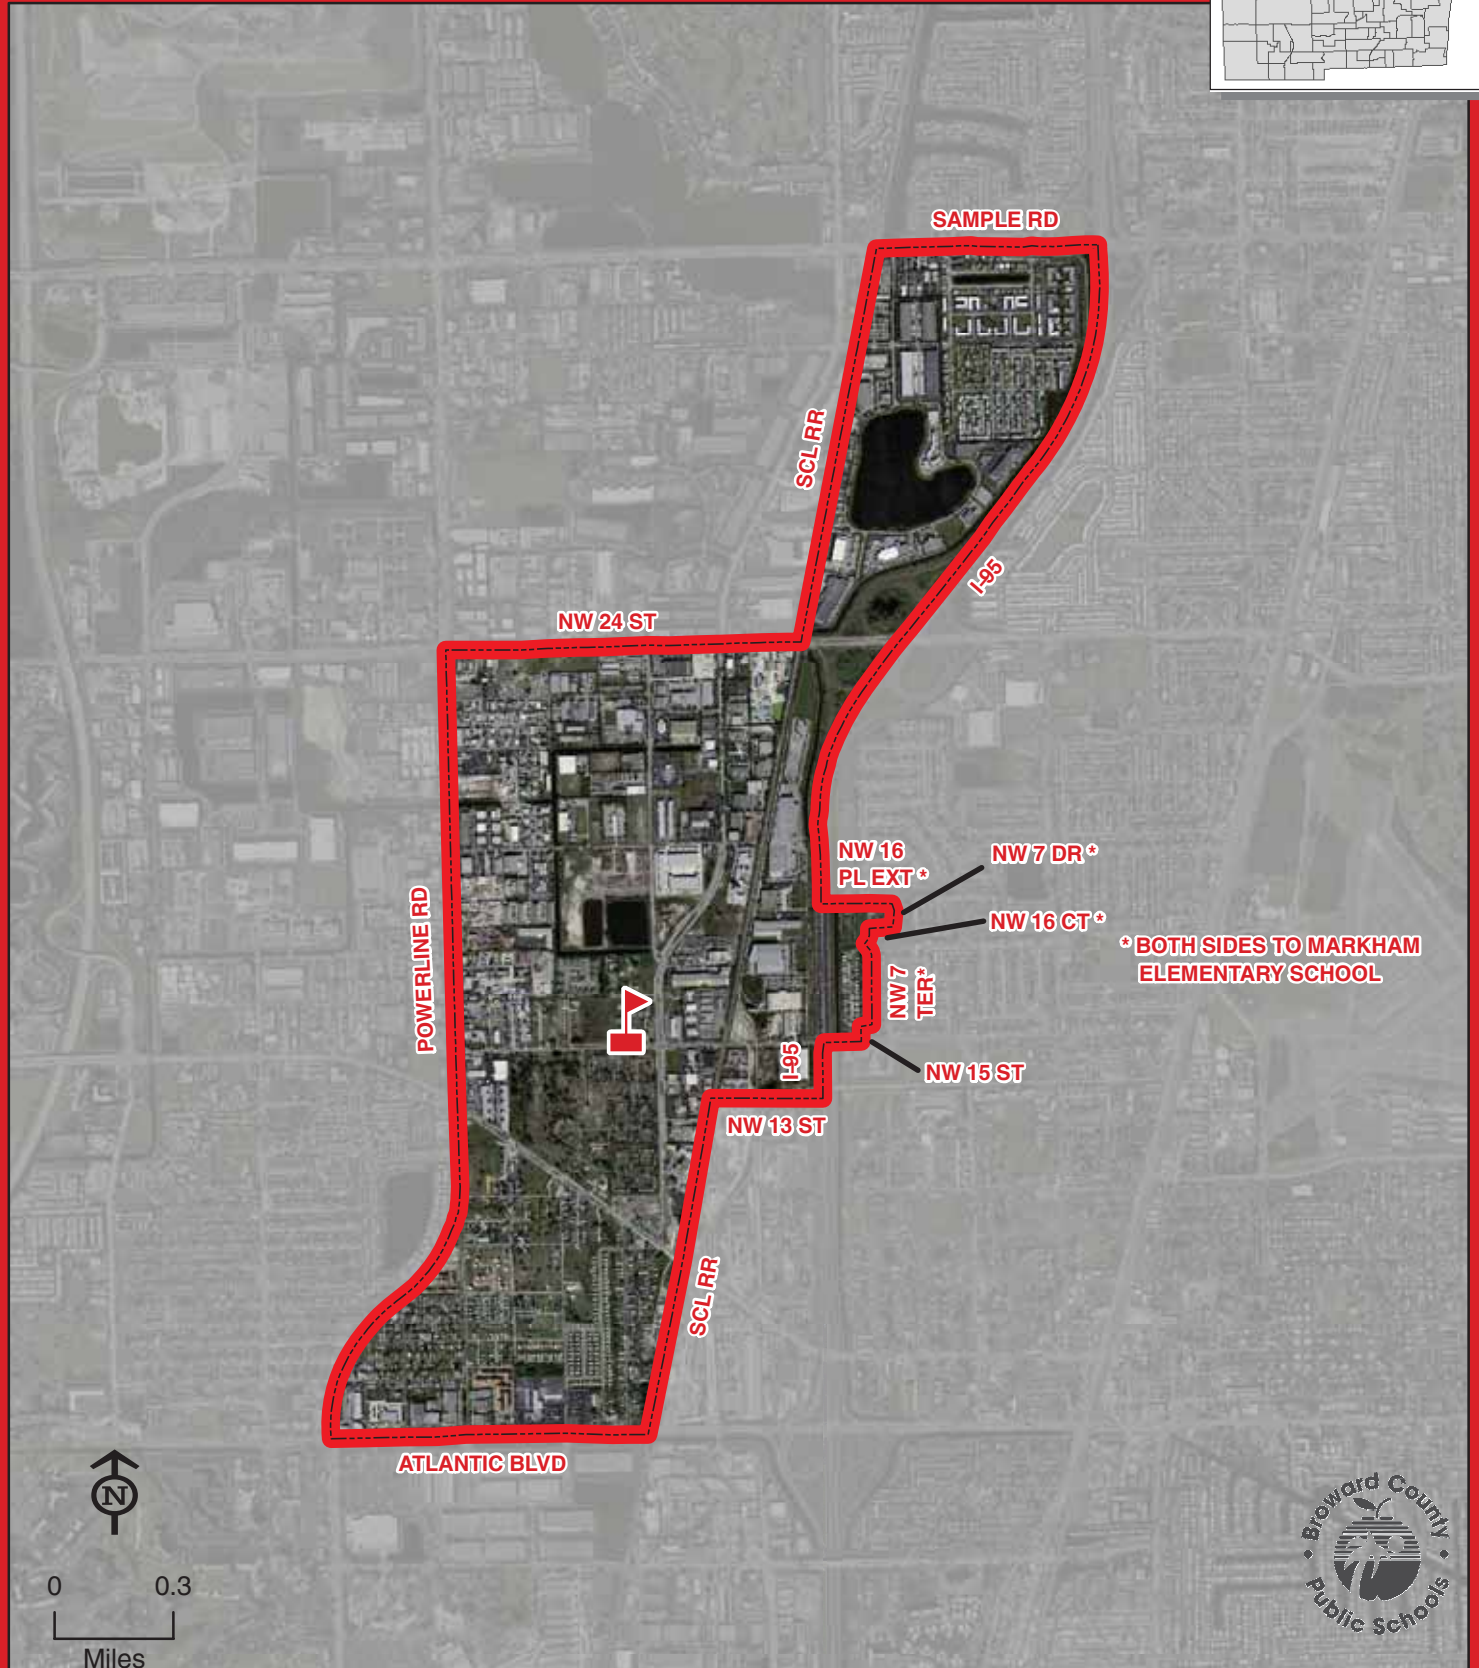 SAMPLE RD
SCL RR
I-95
NW 24 ST
NW 16
PL EXT *
NW 7 DR *
NW 16 CT *
* BOTH SIDES TO MARKHAM
ELEMENTARY SCHOOL
POWERLINE RD
NW 7
TER*
I-95
NW 15 ST
NW 13 ST
SCL RR
ATLANTIC BLVD
N
0 0.3
Miles
Broward County
Public Schools